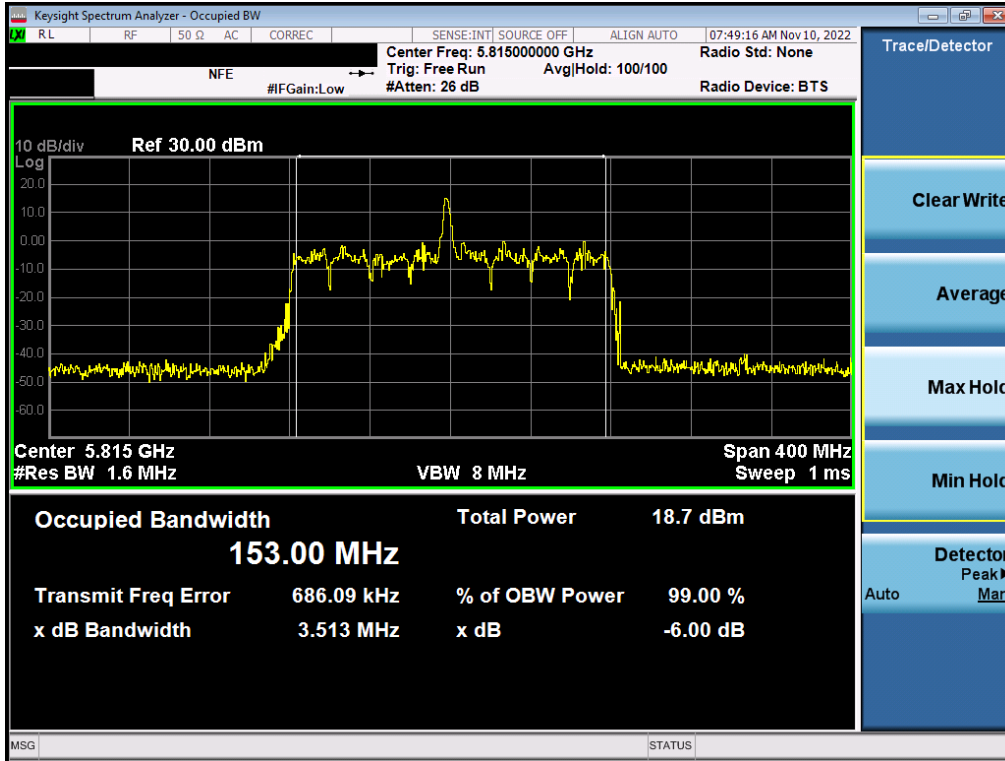 Keysight Spectrum Analyzer - Occupied BW
LXI RL RF 50 Ω AC CORREC SENSE:INT SOURCE OFF ALIGN AUTO 07:49:16 AM Nov 10, 2022
Center Freq: 5.815000000 GHz Radio Std: None
NFE Trig: Free Run Avg|Hold: 100/100
#IFGain:Low #Atten: 26 dB Radio Device: BTS
Trace/Detector
10 dB/div Ref 30.00 dBm
Log
20.0
10.0
0.00
-10.0
-20.0
-30.0
-40.0
-50.0
-60.0
Center 5.815 GHz Span 400 MHz
#Res BW 1.6 MHz VBW 8 MHz Sweep 1 ms
Occupied Bandwidth Total Power 18.7 dBm
153.00 MHz
Transmit Freq Error 686.09 kHz % of OBW Power 99.00 %
x dB Bandwidth 3.513 MHz x dB -6.00 dB
Clear Write
Average
Max Hold
Min Hold
Detector
Peak
Auto Man
MSG STATUS